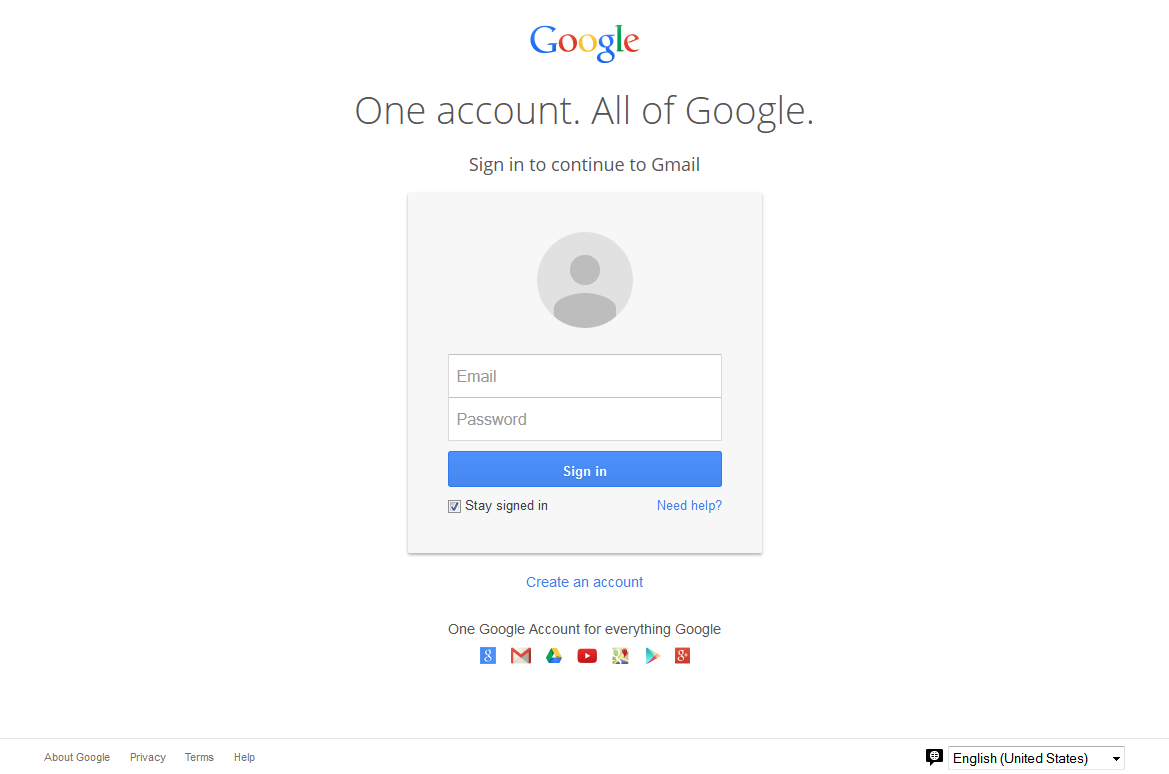 Google
One account. All of Google.
Sign in to continue to Gmail
Email
Password
Sign in
Stay signed in Need help?
Create an account
One Google Account for everything Google
8 8+
About Google Privacy Terms Help English (United States)